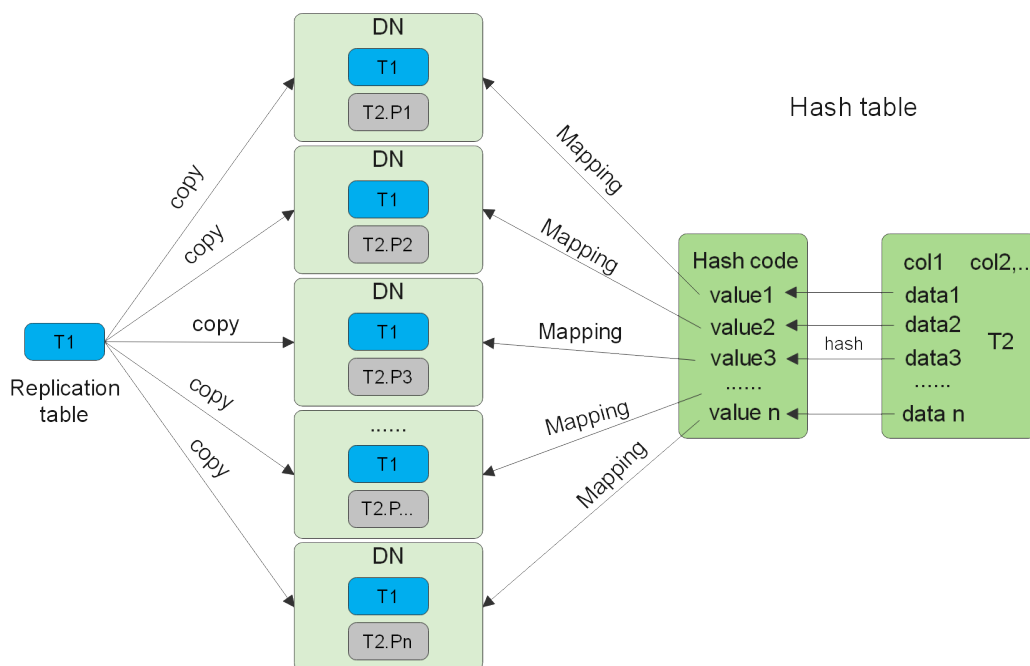 T1
Replication
table
copy
copy
copy
copy
copy
DN
T1
T2.P1
DN
T1
T2.P2
DN
T1
T2.P3
......
T1
T2.P...
DN
T1
T2.Pn
Mapping
Mapping
Mapping
Mapping
Mapping
Hash table
Hash code
value1
value2
value3
......
value n
hash
col1 col2,..
data1
data2
T2
data3
......
data n